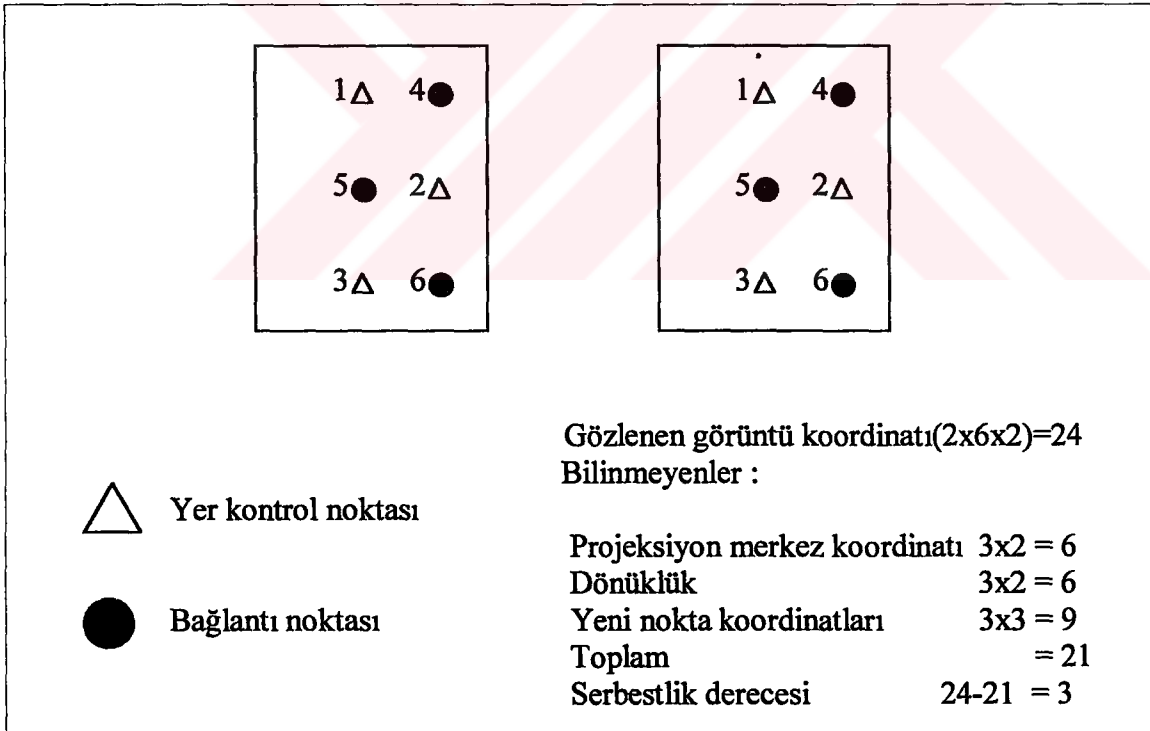 1 4 1 4
5 2 5 2
3 6 3 6
Gözlenen görüntü koordinatı(2x6x2)=24
Bilinmeyenler :
Yer kontrol noktası
Projeksiyon merkez koordinatı 3x2 = 6
Dönüklük 3x2 = 6
Bağlantı noktası
Yeni nokta koordinatları 3x3 = 9
Toplam = 21
Serbestlik derecesi 24-21 = 3